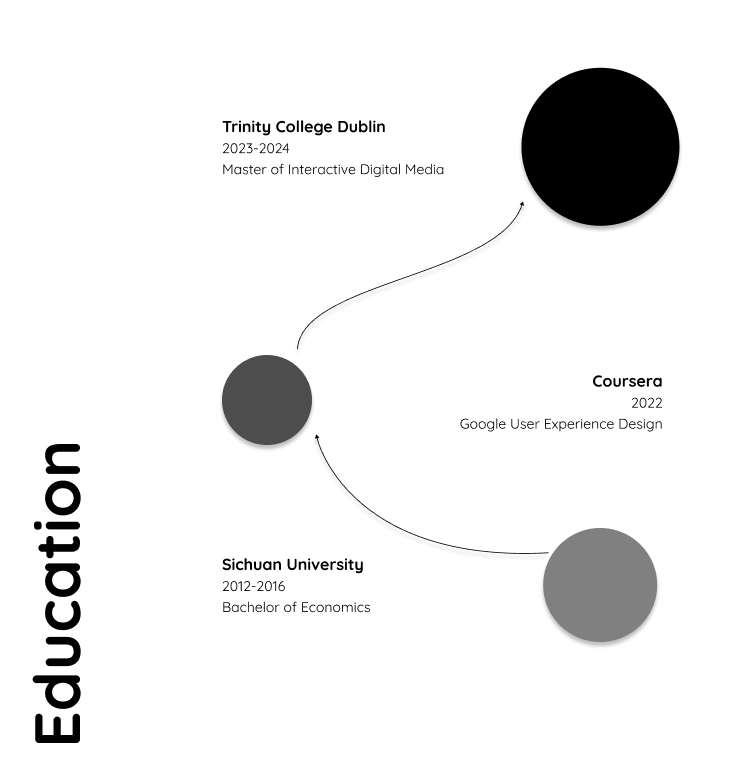 Trinity College Dublin
2023-2024
Master of Interactive Digital Media
Coursera
2022
Google User Experience Design
Sichuan University
2012-2016
Bachelor of Economics
Education